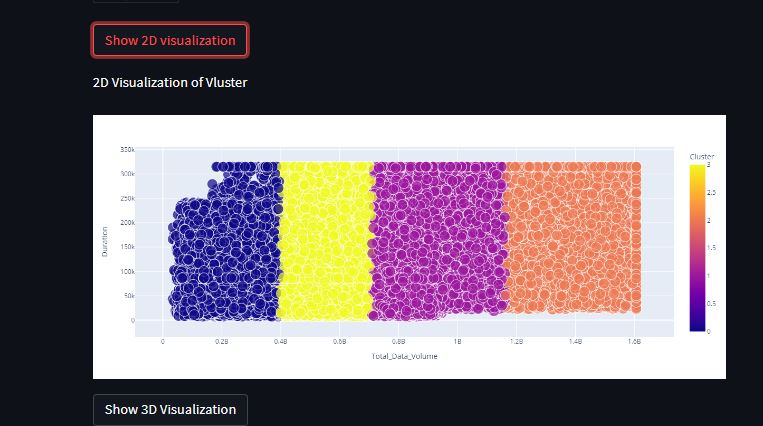 Show 2D visualization
2D Visualization of Vluster
Cluster
350k
300k
250k
200k
150k
100k
50k
0
Duration
3
2.5
2
1.5
1
0.5
0
0
0.2B
0.4B
0.6B
0.8B
1B
1.2B
1.4B
1.6B
Total_Data_Volume
Show 3D Visualization